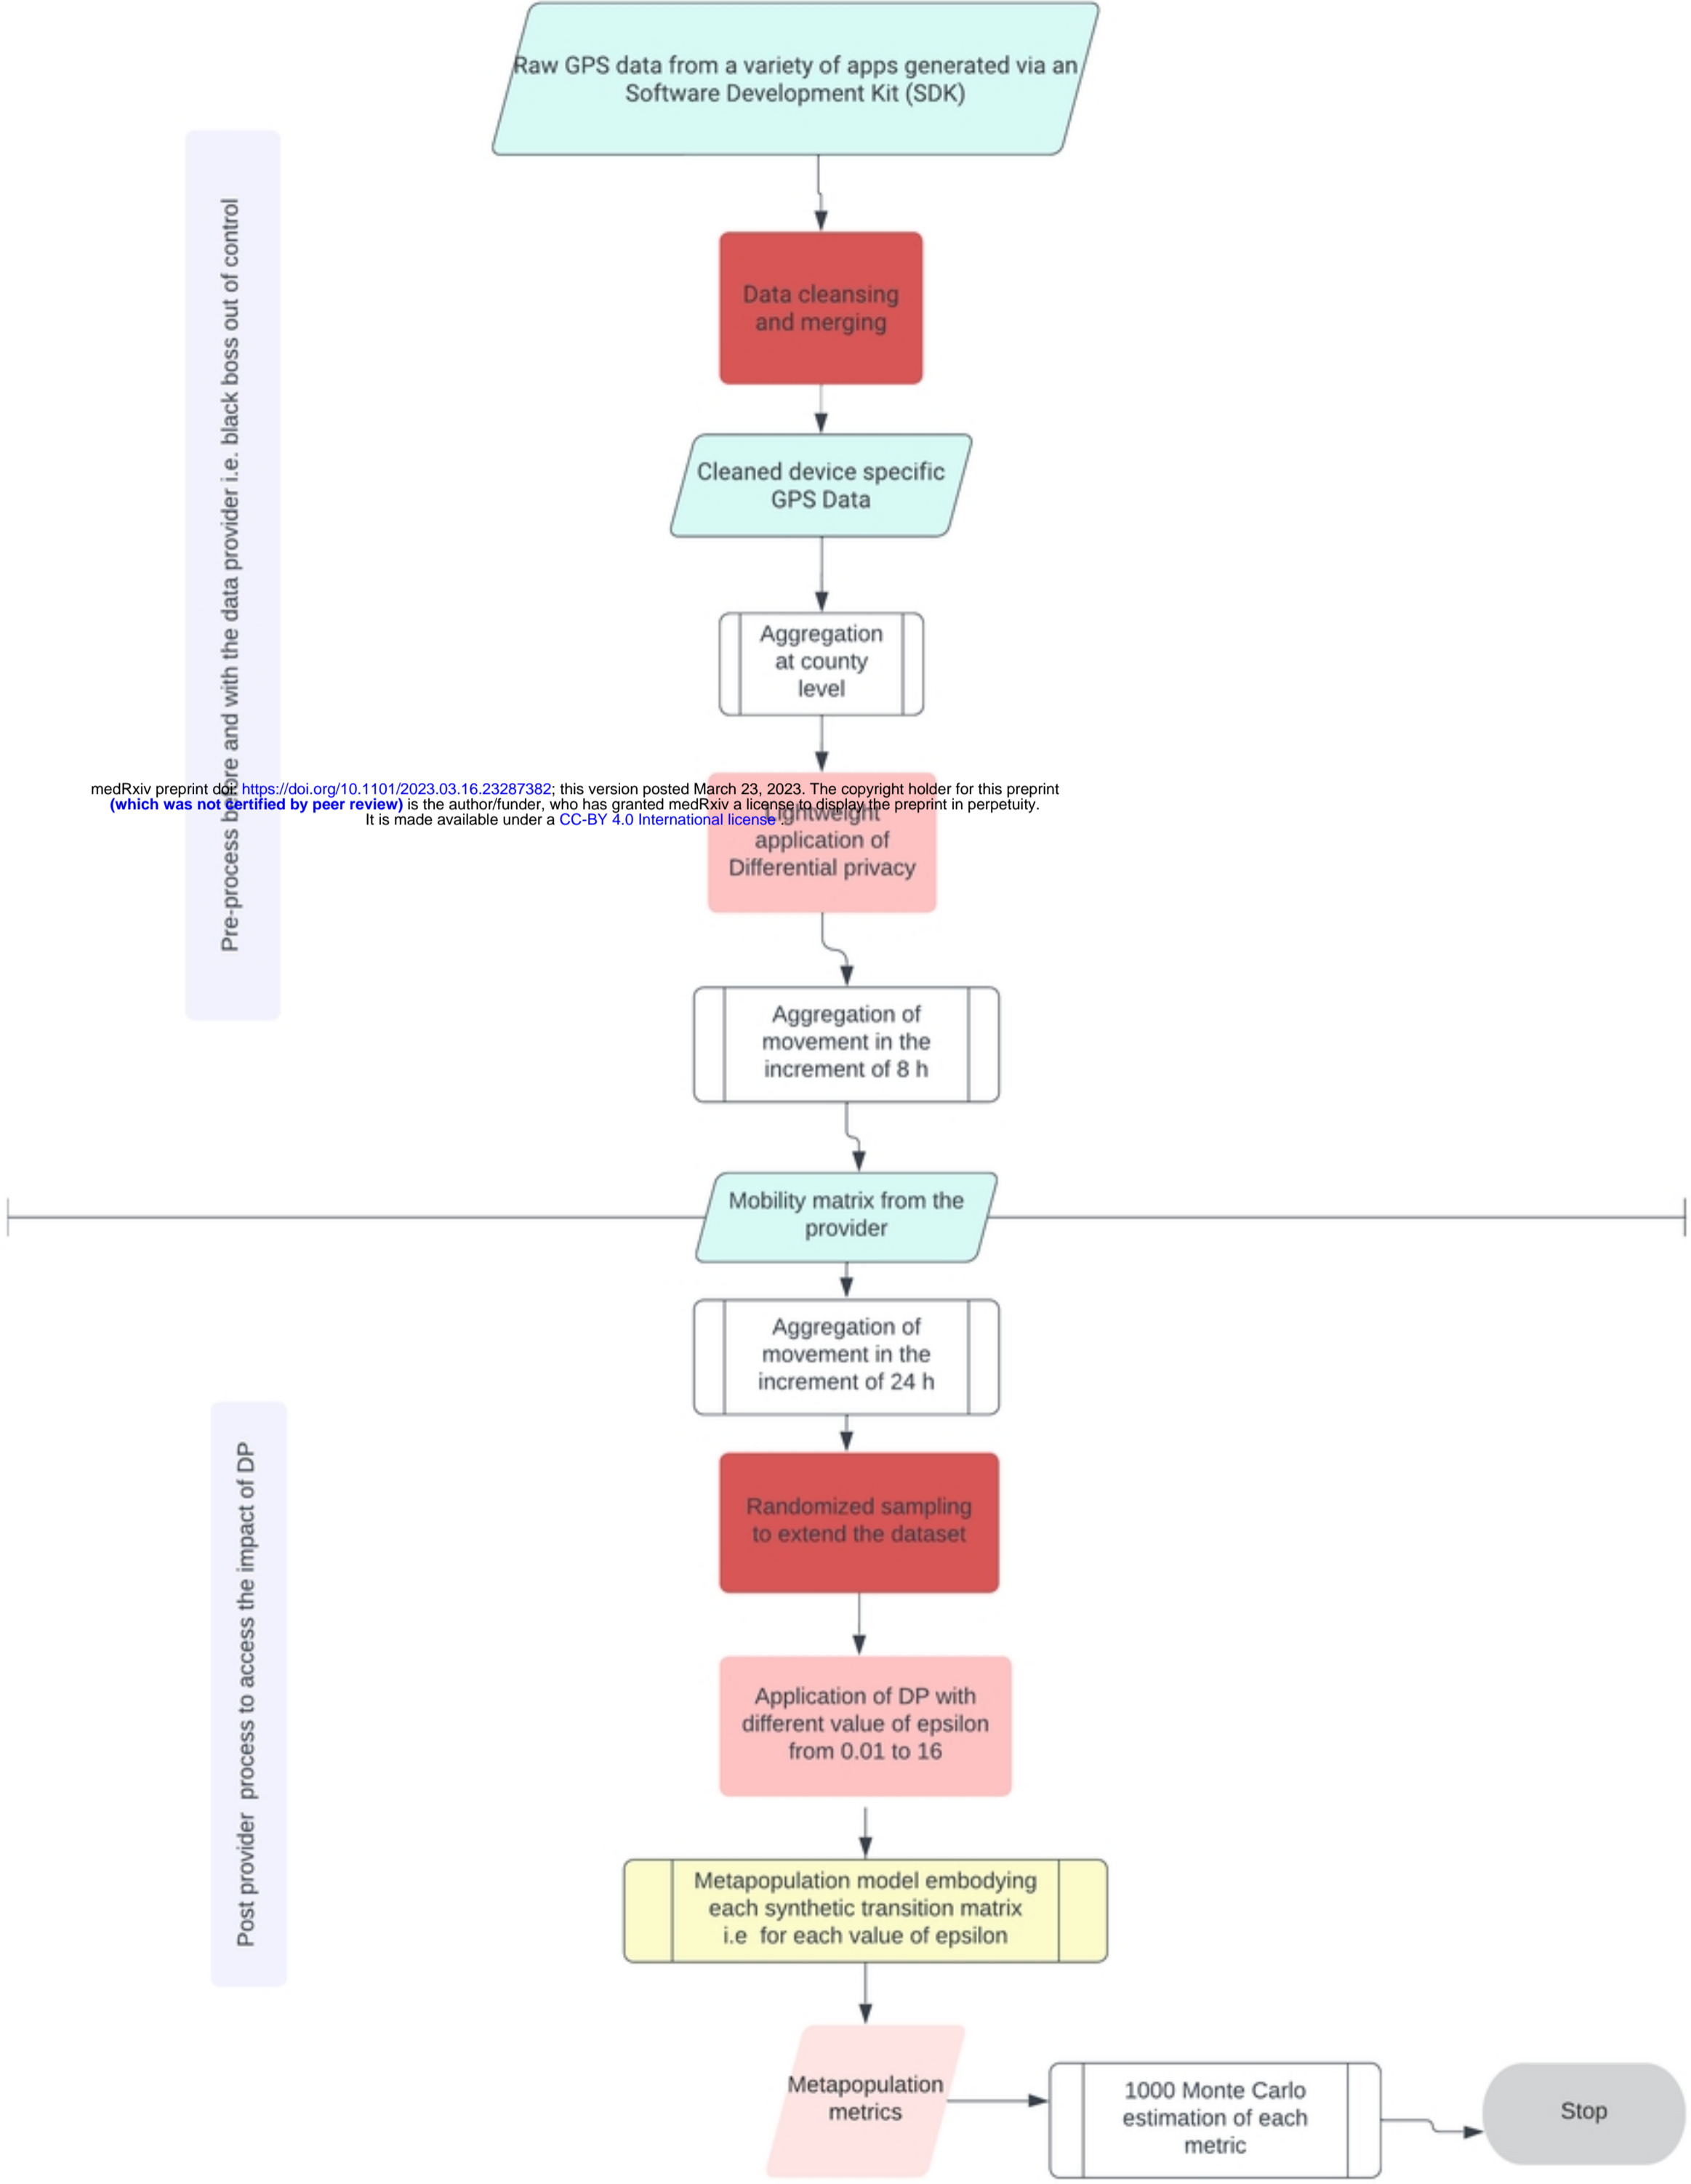 Raw GPS data from a variety of apps generated via an
Software Development Kit (SDK)
Pre-process before and with the data provider i.e. black boss out of control
Data cleansing
and merging
Cleaned device specific
GPS Data
Aggregation
at county
level
medRxiv preprint doi: https://doi.org/10.1101/2023.03.16.23287382; this version posted March 23, 2023. The copyright holder for this preprint
(which was not certified by peer review) is the author/funder, who has granted medRxiv a license to display the preprint in perpetuity.
It is made available under a CC-BY 4.0 International license .
Lightweight
application of
Differential privacy
Aggregation of
movement in the
increment of 8 h
Mobility matrix from the
provider
Aggregation of
movement in the
increment of 24 h
Post provider process to access the impact of DP
Randomized sampling
to extend the dataset
Application of DP with
different value of epsilon
from 0.01 to 16
Metapopulation model embodying
each synthetic transition matrix
i.e for each value of epsilon
Metapopulation
metrics
1000 Monte Carlo
estimation of each
metric
Stop